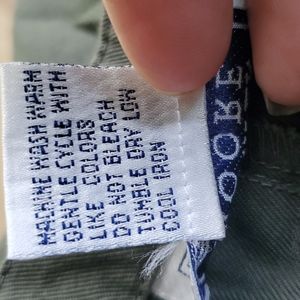 MACHINE WASH WARM
GENTLE CYCLE WITH
LIKE COLORS
DO NOT BLEACH
TUMBLE DRY LOW
COOL IRON